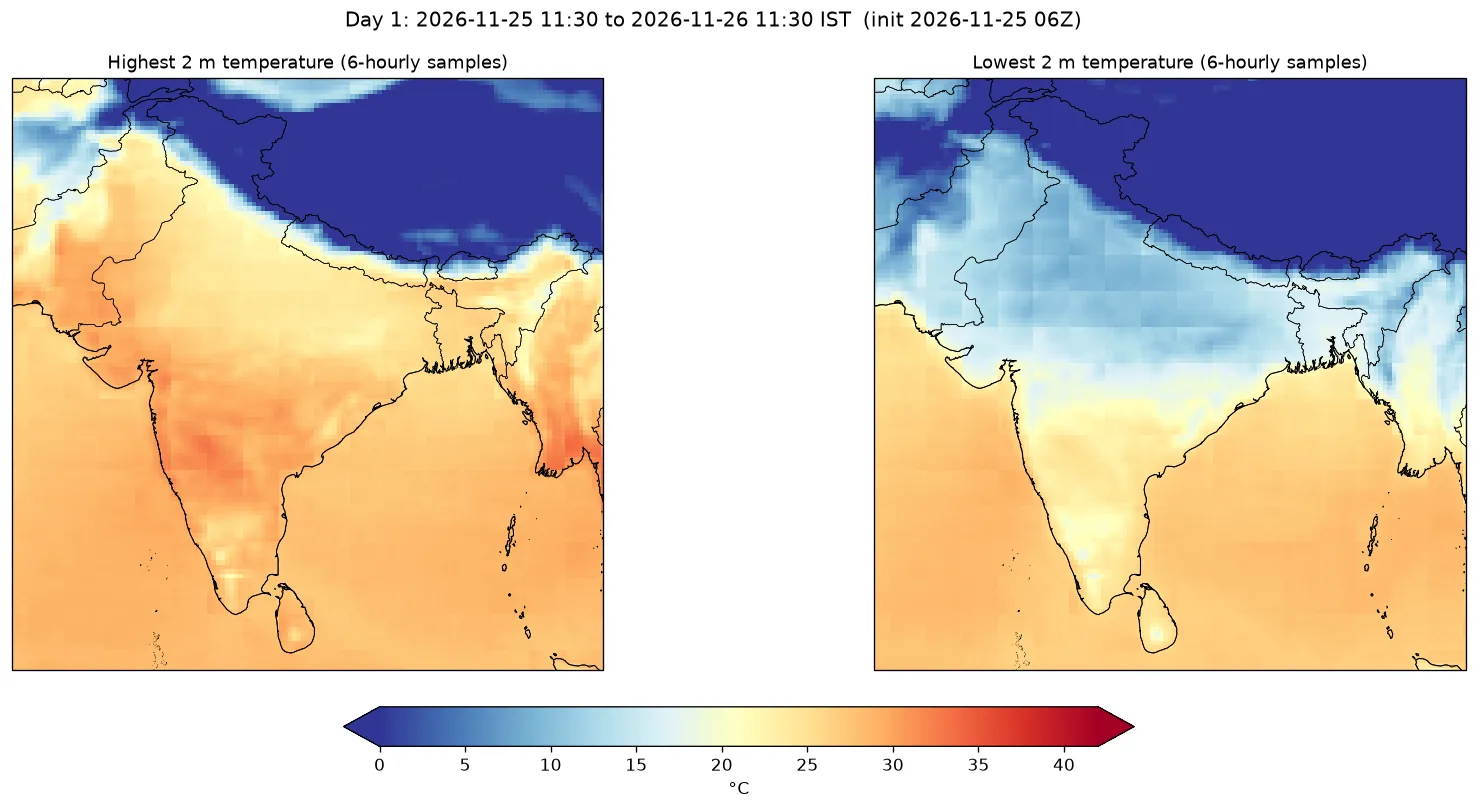 Day 1: 2026-11-25 11:30 to 2026-11-26 11:30 IST (init 2026-11-25 06Z)
Highest 2 m temperature (6-hourly samples)
Lowest 2 m temperature (6-hourly samples)
0 5 10 15 20 25 30 35 40
°C